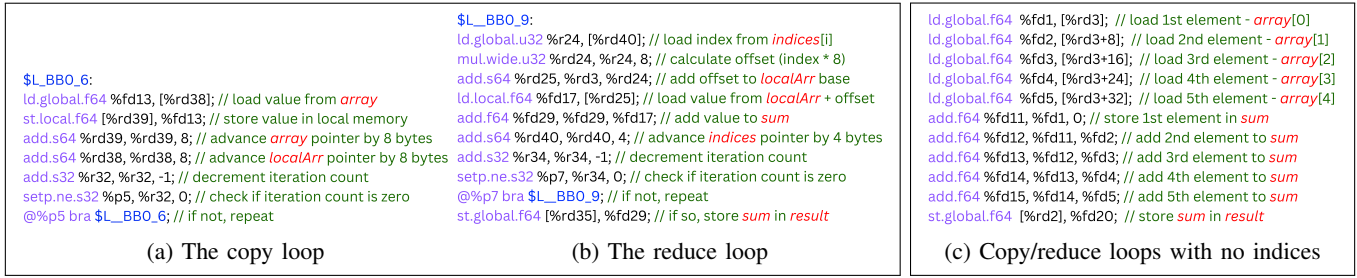 $L__BB0_6:
ld.global.f64 %fd13, [%rd38]; // load value from array
st.local.f64 [%rd39], %fd13; // store value in local memory
add.s64 %rd39, %rd39, 8; // advance array pointer by 8 bytes
add.s64 %rd38, %rd38, 8; // advance localArr pointer by 8 bytes
add.s32 %r32, %r32, -1; // decrement iteration count
setp.ne.s32 %p5, %r32, 0; // check if iteration count is zero
@%p5 bra $L__BB0_6; // if not, repeat
(a) The copy loop
$L__BB0_9:
ld.global.u32 %r24, [%rd40]; // load index from indices[i]
mul.wide.u32 %rd24, %r24, 8; // calculate offset (index * 8)
add.s64 %rd25, %rd3, %rd24; // add offset to localArr base
ld.local.f64 %fd17, [%rd25]; // load value from localArr + offset
add.f64 %fd29, %fd29, %fd17; // add value to sum
add.s64 %rd40, %rd40, 4; // advance indices pointer by 4 bytes
add.s32 %r34, %r34, -1; // decrement iteration count
setp.ne.s32 %p7, %r34, 0; // check if iteration count is zero
@%p7 bra $L__BB0_9; // if not, repeat
st.global.f64 [%rd35], %fd29; // if so, store sum in result
(b) The reduce loop
ld.global.f64 %fd1, [%rd3]; // load 1st element - array[0]
ld.global.f64 %fd2, [%rd3+8]; // load 2nd element - array[1]
ld.global.f64 %fd3, [%rd3+16]; // load 3rd element - array[2]
ld.global.f64 %fd4, [%rd3+24]; // load 4th element - array[3]
ld.global.f64 %fd5, [%rd3+32]; // load 5th element - array[4]
add.f64 %fd11, %fd1, 0; // store 1st element in sum
add.f64 %fd12, %fd11, %fd2; // add 2nd element to sum
add.f64 %fd13, %fd12, %fd3; // add 3rd element to sum
add.f64 %fd14, %fd13, %fd4; // add 4th element to sum
add.f64 %fd15, %fd14, %fd5; // add 5th element to sum
st.global.f64 [%rd2], %fd20; // store sum in result
(c) Copy/reduce loops with no indices